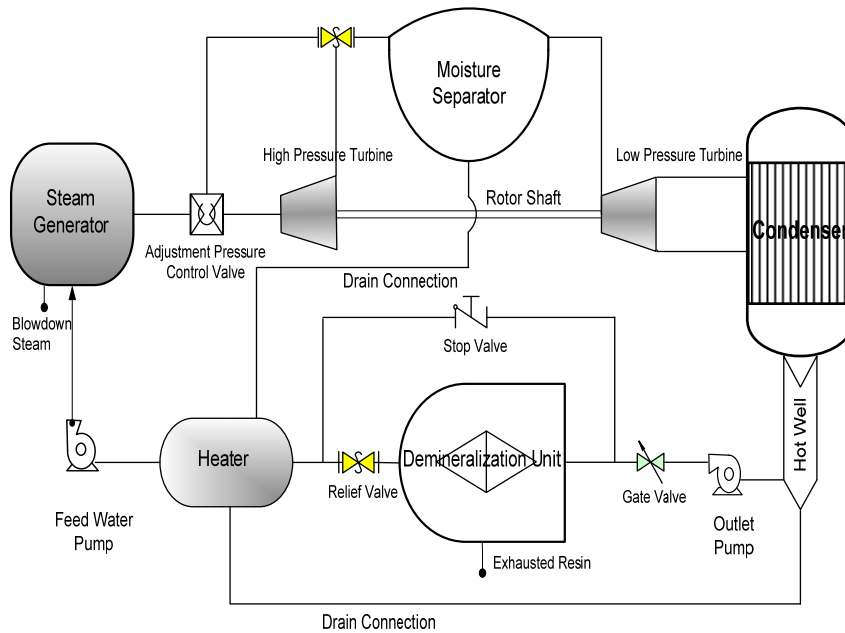 Moisture
Separator
High Pressure Turbine
Low Pressure Turbine
Steam
Generator
Rotor Shaft
Condenser
Adjustment Pressure
Control Valve
Drain Connection
Blowdown
Steam
Stop Valve
Hot Well
Heater
Demineralization Unit
Relief Valve
Gate Valve
Feed Water
Pump
Outlet
Pump
Exhausted Resin
Drain Connection